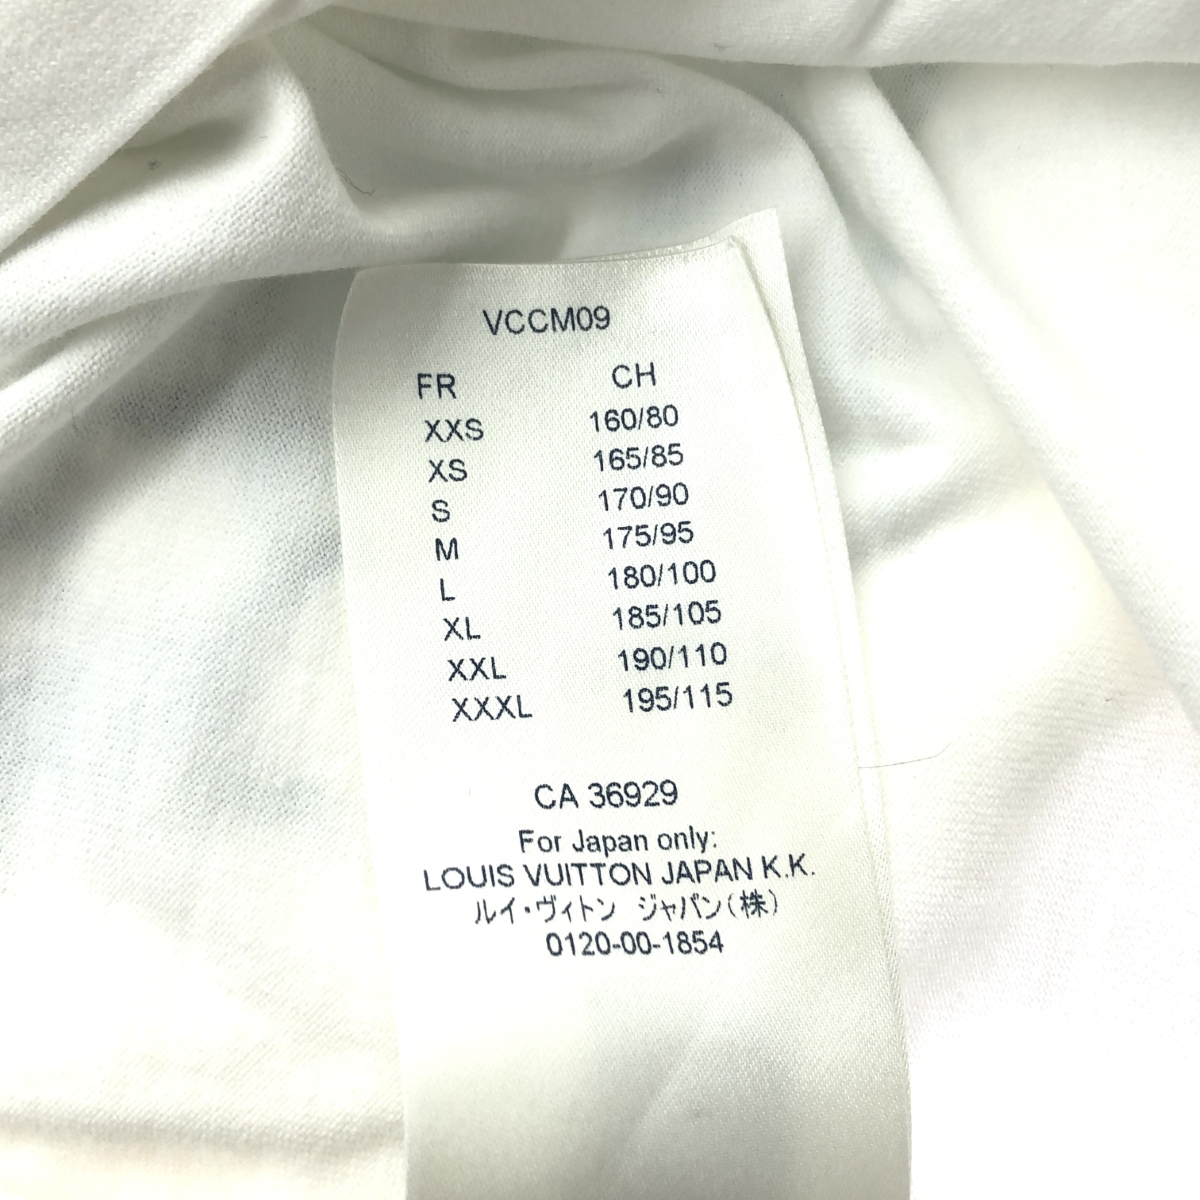 VCCM09
FR CH
XXS 160/80
XS 165/85
S 170/90
M 175/95
L 180/100
XL 185/105
XXL 190/110
XXXL 195/115
CA 36929
For Japan only:
LOUIS VUITTON JAPAN K.K.
ルイ・ヴィトン ジャパン(株)
0120-00-1854